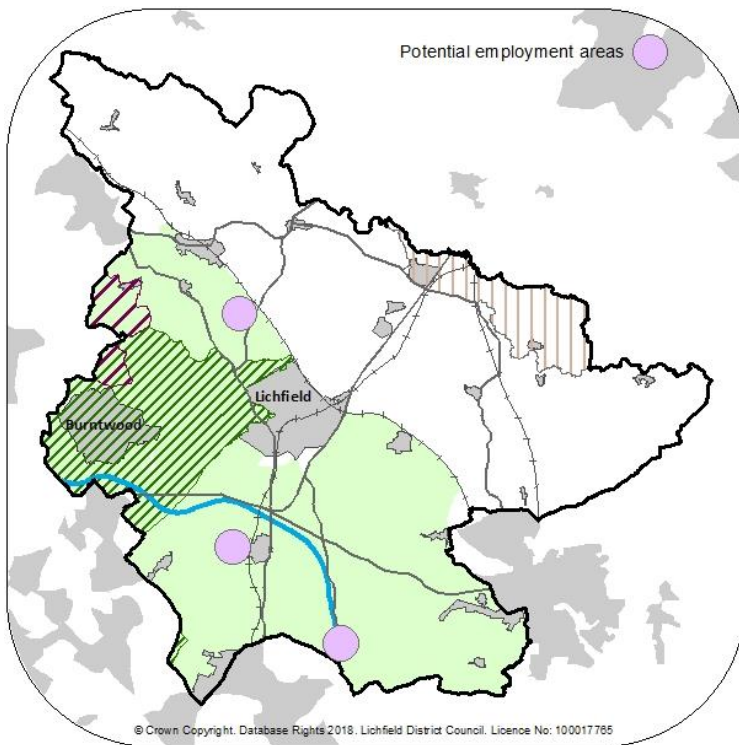 Potential employment areas
Lichfield
Burntwood
© Crown Copyright. Database Rights 2018. Lichfield District Council. Licence No: 100017765